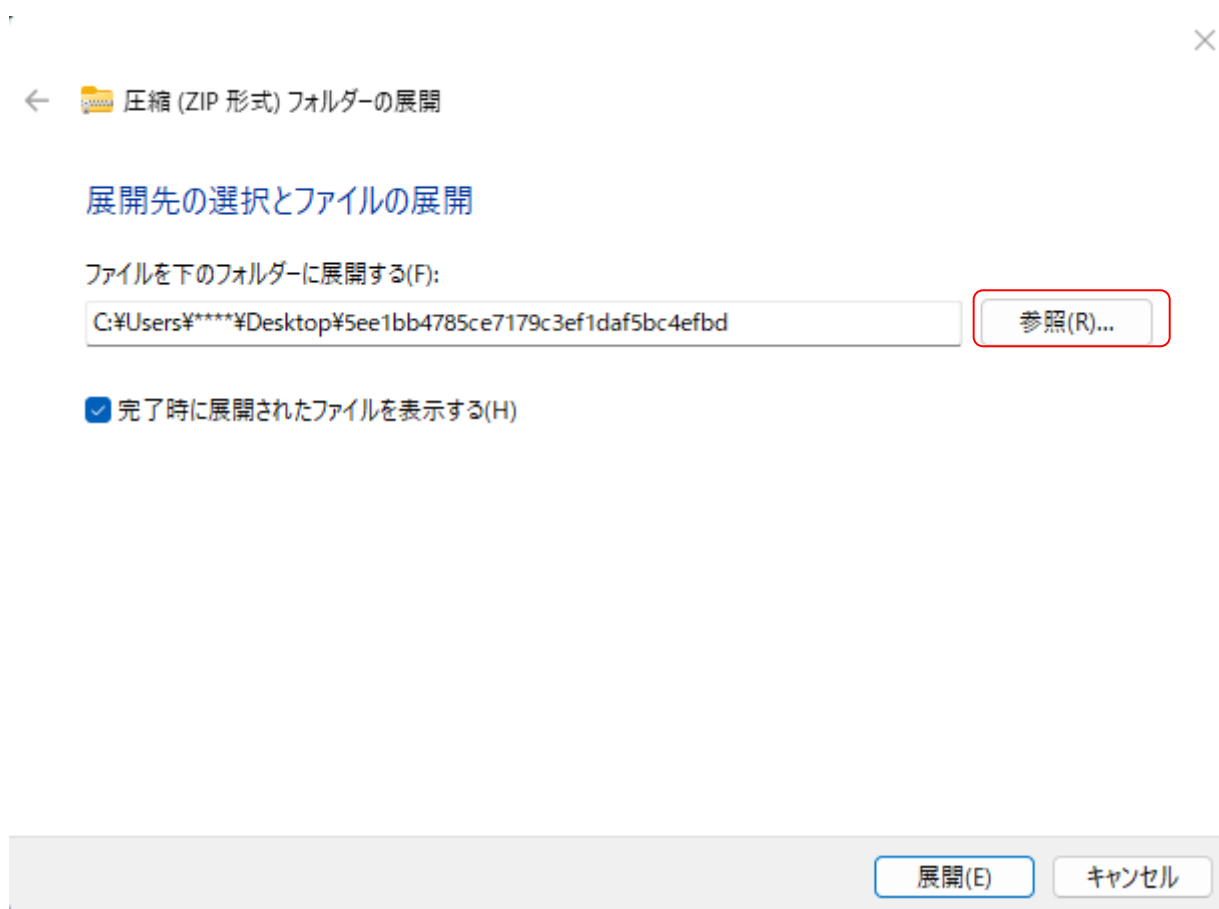 圧縮 (ZIP 形式) フォルダーの展開
展開先の選択とファイルの展開
ファイルを下のフォルダーに展開する(F):
C:¥Users¥****¥Desktop¥5ee1bb4785ce7179c3ef1daf5bc4efbd
参照(R)...
完了時に展開されたファイルを表示する(H)
展開(E)
キャンセル